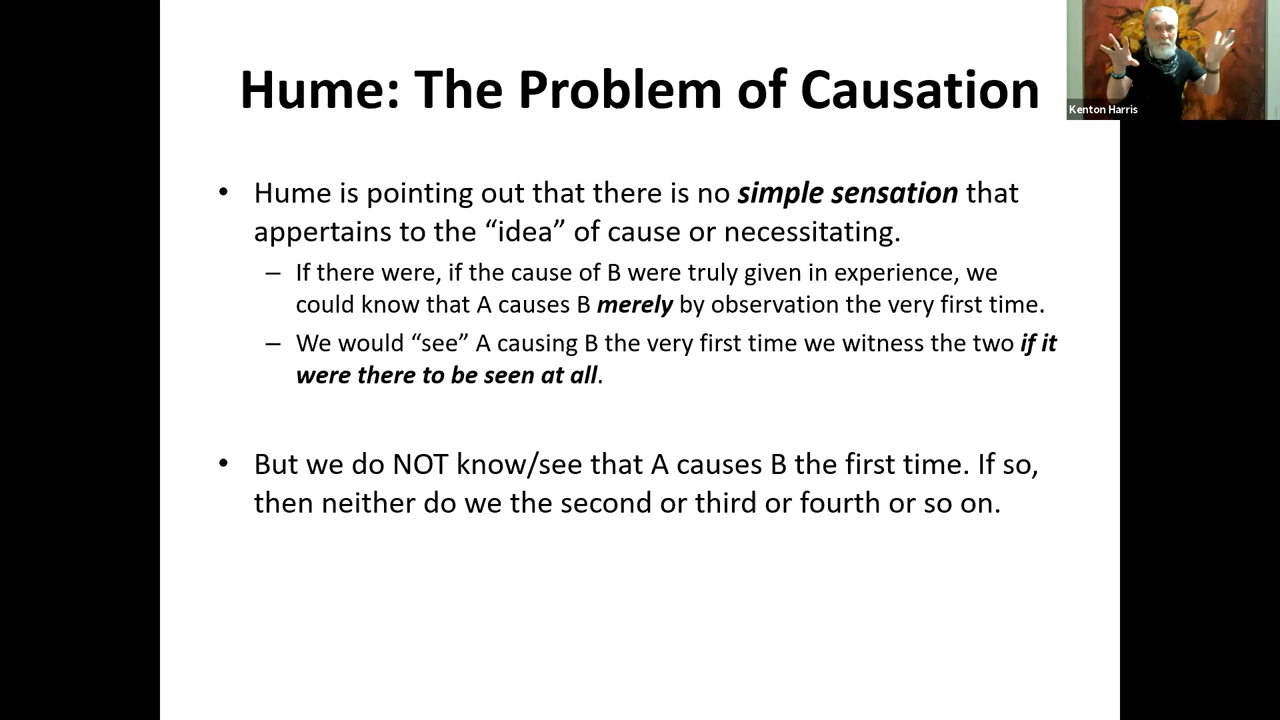 Hume: The Problem of Causation
Kenton Harris
• Hume is pointing out that there is no simple sensation that
appertains to the “idea” of cause or necessitating.
– If there were, if the cause of B were truly given in experience, we
could know that A causes B merely by observation the very first time.
– We would “see” A causing B the very first time we witness the two if it
were there to be seen at all.
• But we do NOT know/see that A causes B the first time. If so,
then neither do we the second or third or fourth or so on.